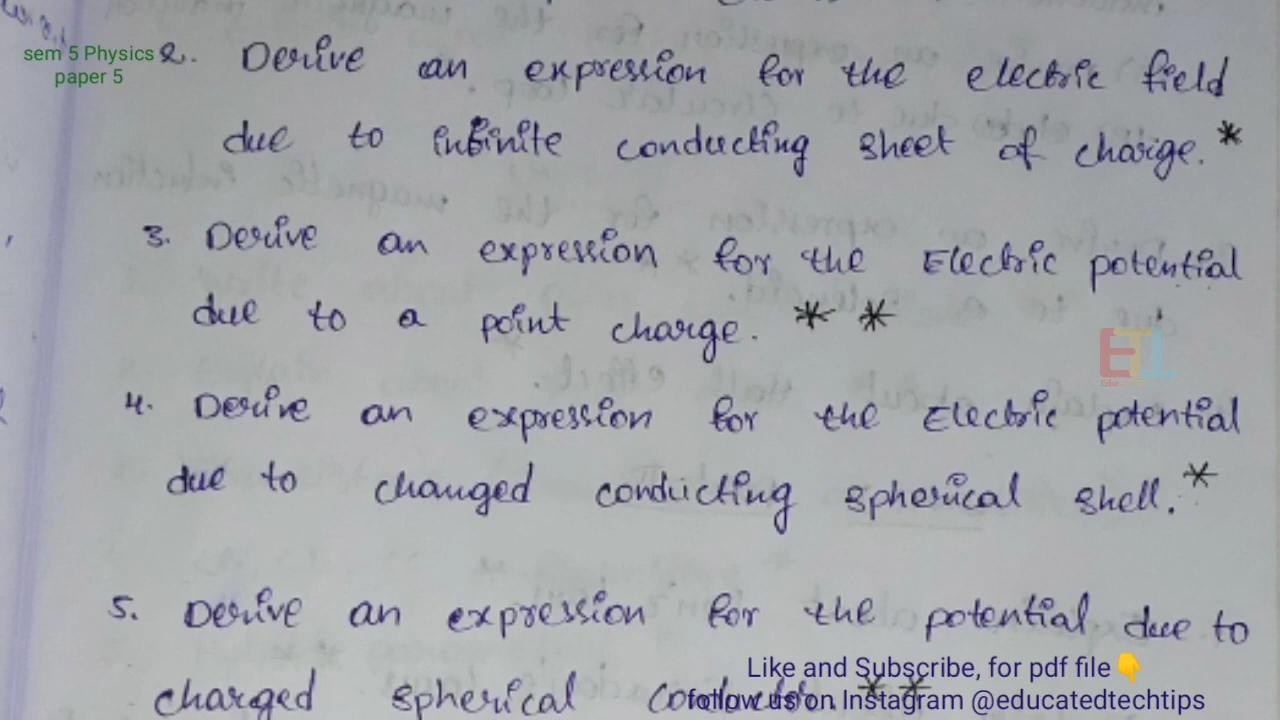 sem 5 Physics
paper 5
2. Derive an expression for the electric field
due to infinite conducting sheet of charge. *
3. Derive an expression for the Electric potential
due to a point charge. * *
4. Derive an expression for the Electric potential
due to changed conducting spherical shell. *
ETL
5. Derive an expression for the potential due to
charged spherical * *
Like and Subscribe, for pdf file👇
follow us on Instagram @educatedtechtips